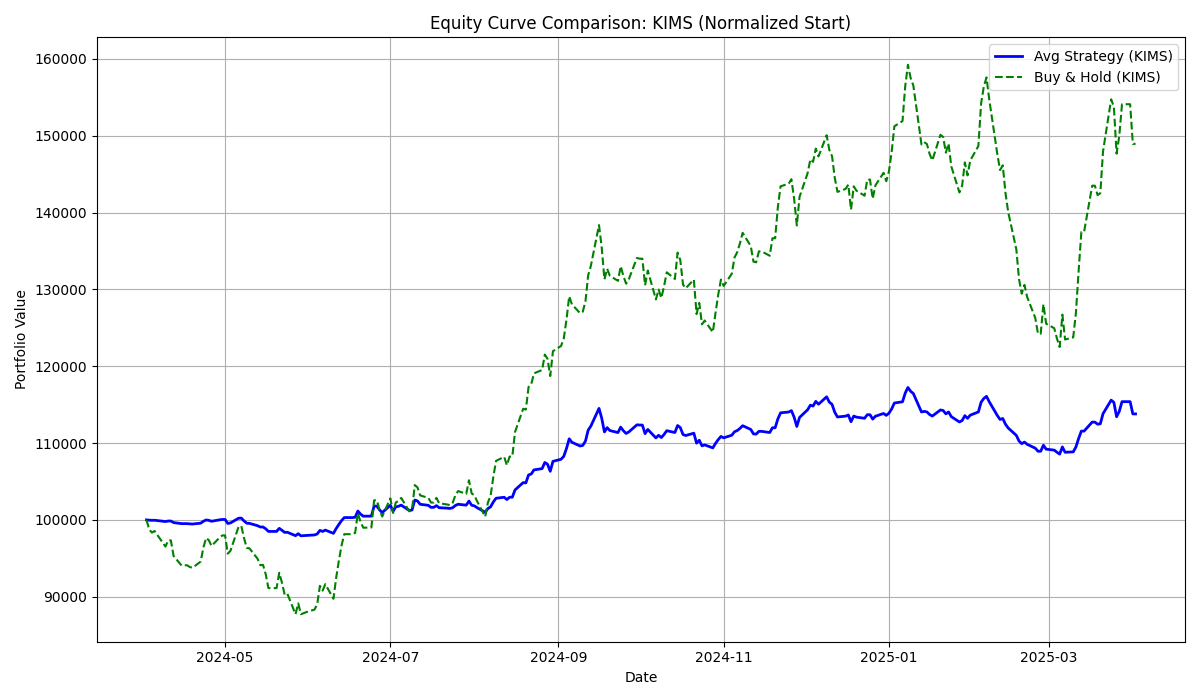 Equity Curve Comparison: KIMS (Normalized Start)
Avg Strategy (KIMS)
Buy & Hold (KIMS)
Portfolio Value
160000
150000
140000
130000
120000
110000
100000
90000
2024-05
2024-07
2024-09
2024-11
2025-01
2025-03
Date